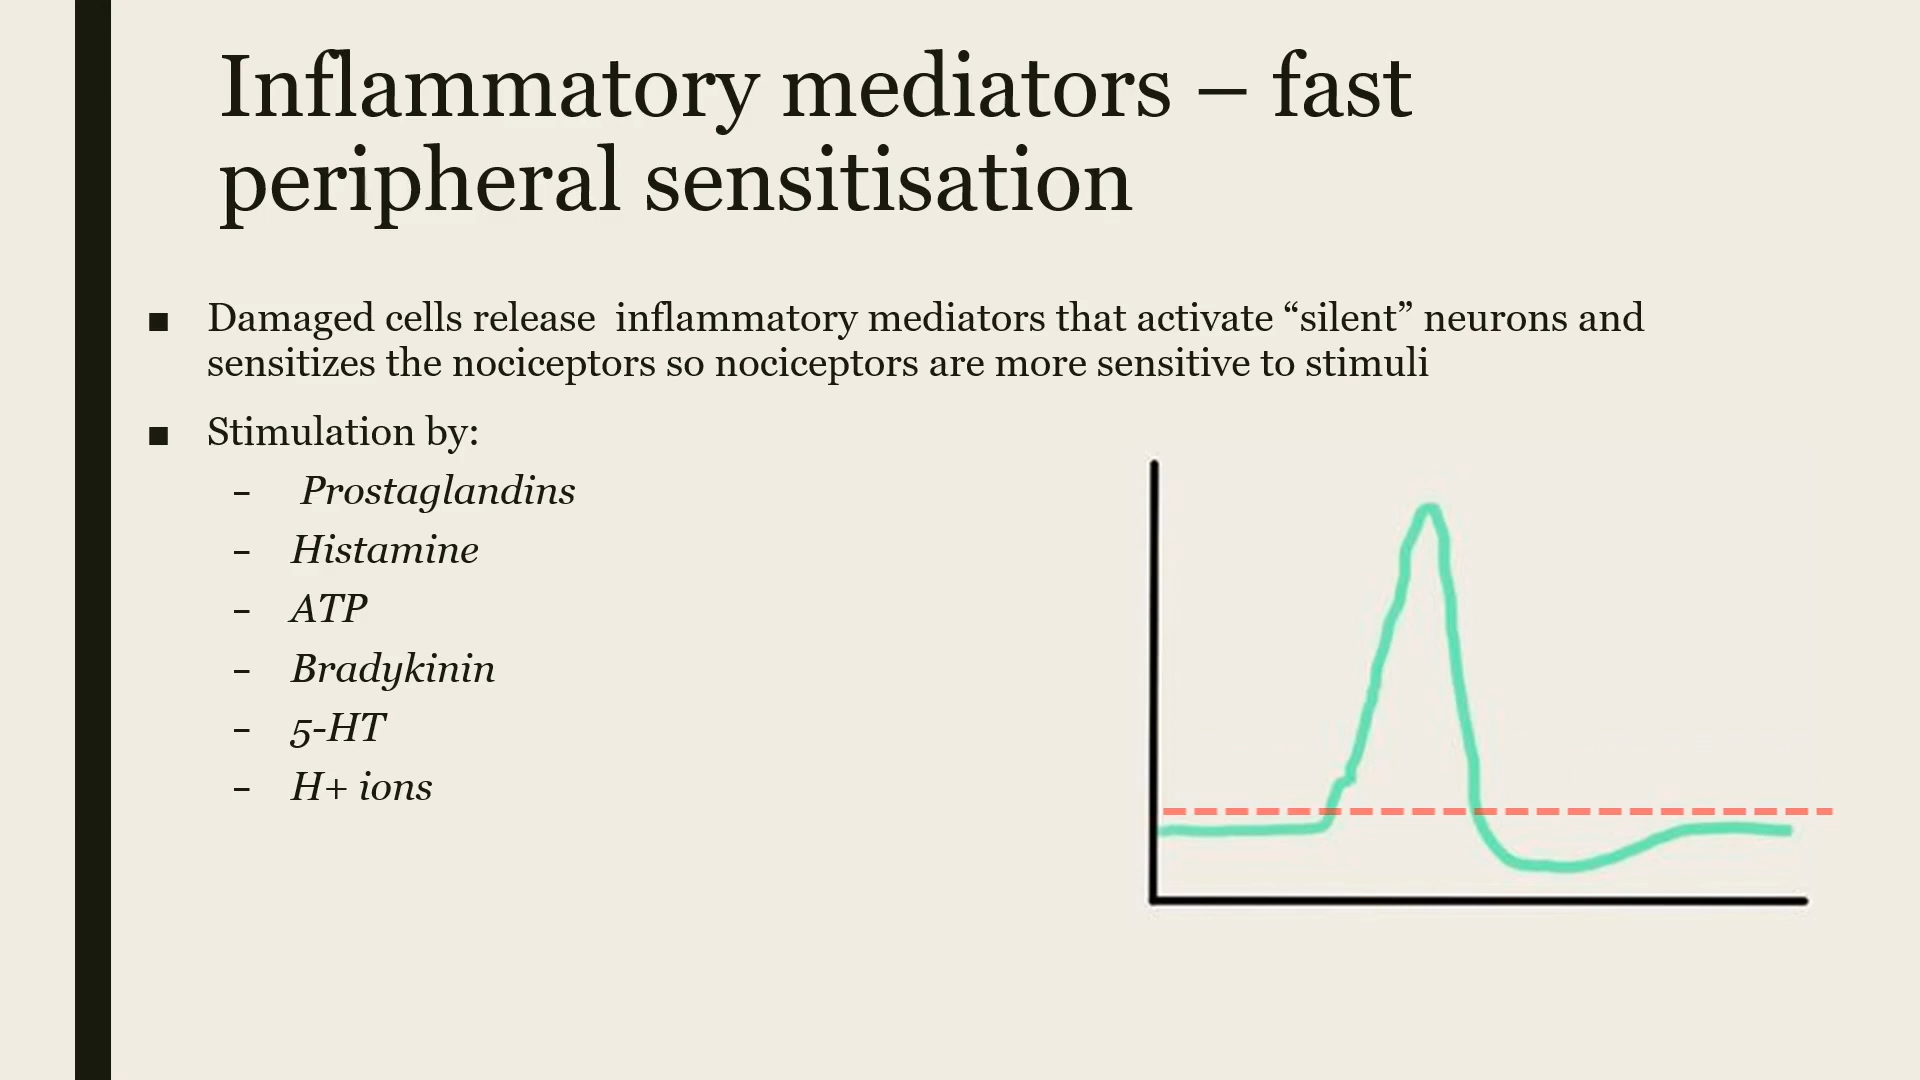 Inflammatory mediators – fast
peripheral sensitisation
■ Damaged cells release  inflammatory mediators that activate “silent” neurons and
sensitizes the nociceptors so nociceptors are more sensitive to stimuli
■ Stimulation by:
– Prostaglandins
– Histamine
– ATP
– Bradykinin
– 5-HT
– H+ ions